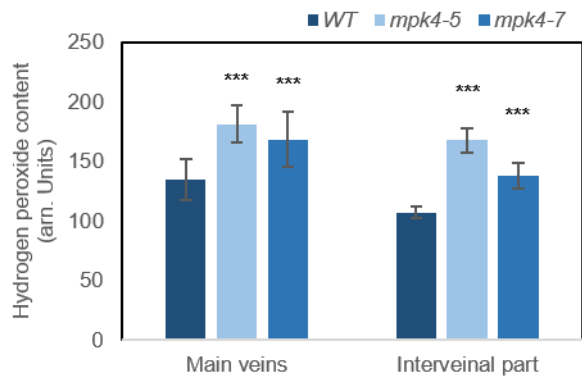 WT mpk4-5 mpk4-7
Hydrogen peroxide content
(arn. Units)
250
200
150
100
50
0
*** ***
*** ***
Main veins Interveinal part